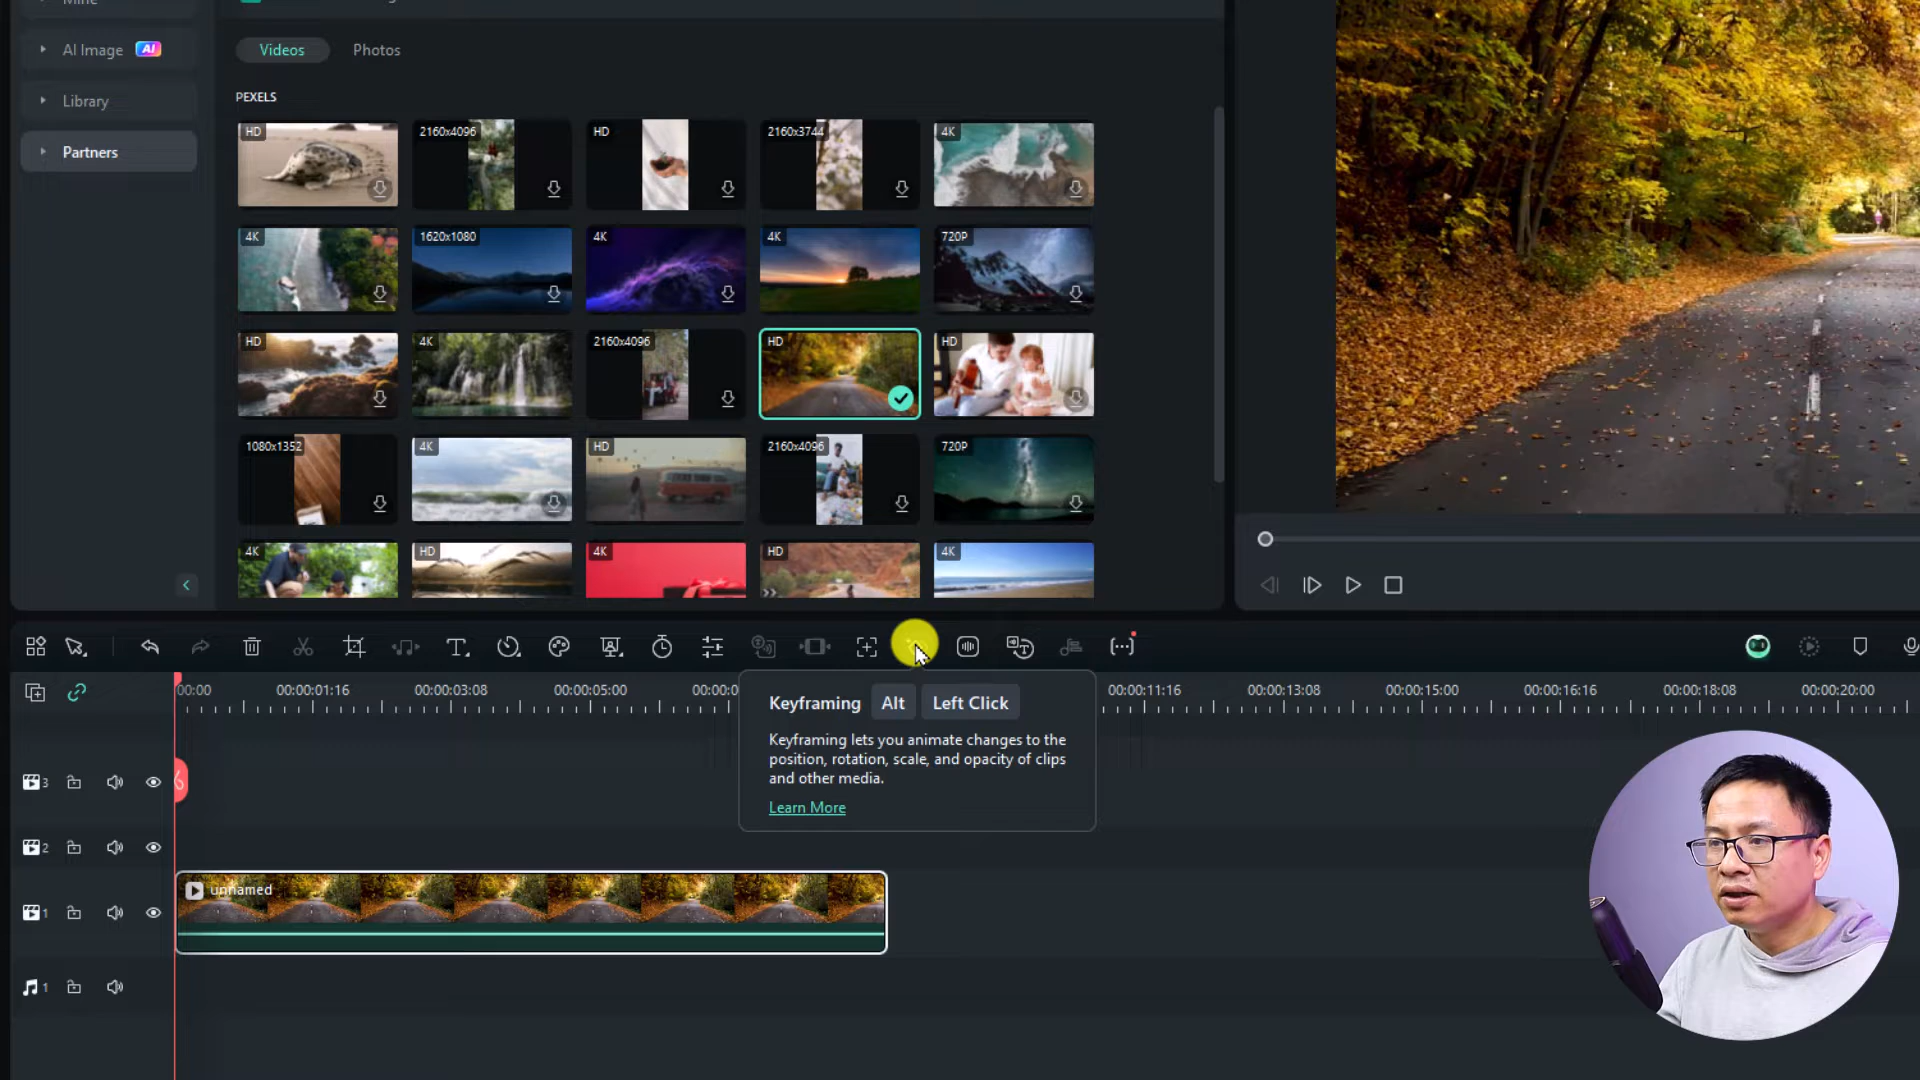 Mine
AI Image AI
Library
Partners
Videos Photos
PEXELS
HD 2160x4096 HD 2160x3744 4K
4K 1620x1080 4K 4K 720P
HD 4K 2160x4096 HD HD
1080x1352 4K HD 2160x4096 720P
4K HD 4K HD 4K
00:00 00:00:01:16 00:00:03:08 00:00:05:00 00:00:0 00:00:11:16 00:00:13:08 00:00:15:00 00:00:16:16 00:00:18:08 00:00:20:00
Keyframing Alt Left Click
Keyframing lets you animate changes to the
position, rotation, scale, and opacity of clips
and other media.
Learn More
3
2
1
unnamed
1